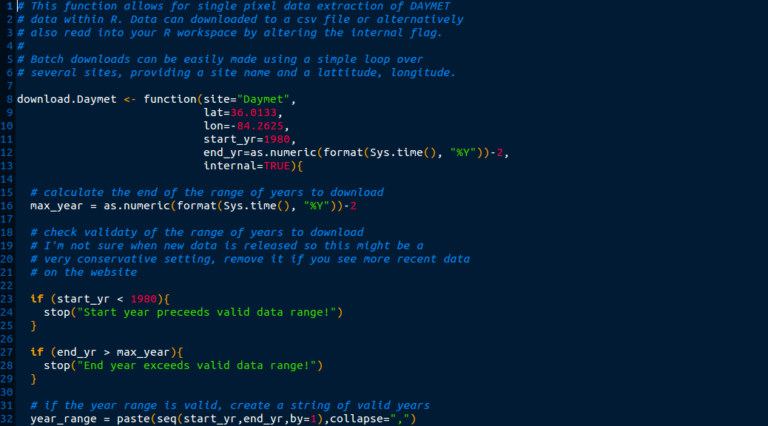 1 # This function allows for single pixel data extraction of DAYMET
2 # data within R. Data can downloaded to a csv file or alternatively
3 # also read into your R workspace by altering the internal flag.
4 #
5 # Batch downloads can be easily made using a simple loop over
6 # several sites, providing a site name and a lattitude, longitude.
7
8 download.Daymet <- function(site="Daymet",
9                             lat=36.0133,
10                             lon=-84.2625,
11                             start_yr=1980,
12                             end_yr=as.numeric(format(Sys.time(), "%Y"))-2,
13                             internal=TRUE){
14
15   # calculate the end of the range of years to download
16   max_year = as.numeric(format(Sys.time(), "%Y"))-2
17
18   # check validaty of the range of years to download
19   # I'm not sure when new data is released so this might be a
20   # very conservative setting, remove it if you see more recent data
21   # on the website
22
23   if (start_yr < 1980){
24     stop("Start year preceeds valid data range!")
25   }
26
27   if (end_yr > max_year){
28     stop("End year exceeds valid data range!")
29   }
30
31   # if the year range is valid, create a string of valid years
32   year_range = paste(seq(start_yr,end_yr,by=1),collapse=",")